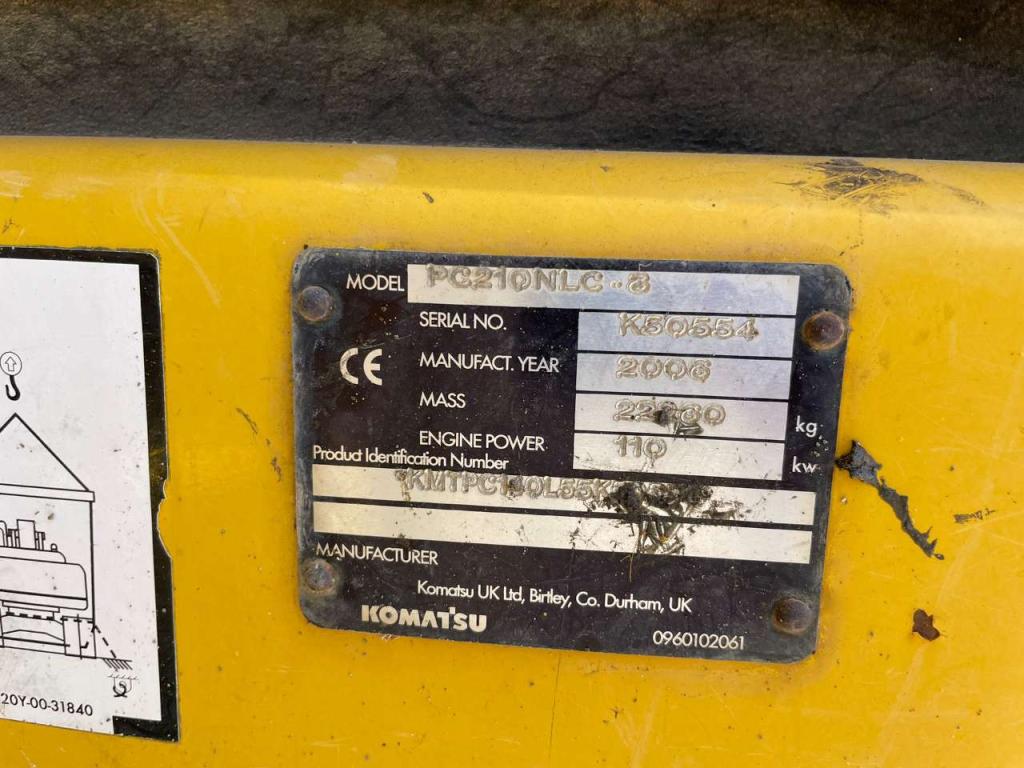 MODEL PC210NLC-8
SERIAL NO. K50554
CE MANUFACT. YEAR 2006
MASS kg
ENGINE POWER 110 kw
Product Identification Number
MANUFACTURER
Komatsu UK Ltd, Birtley, Co. Durham, UK
KOMATSU
0960102061
20Y-00-31840